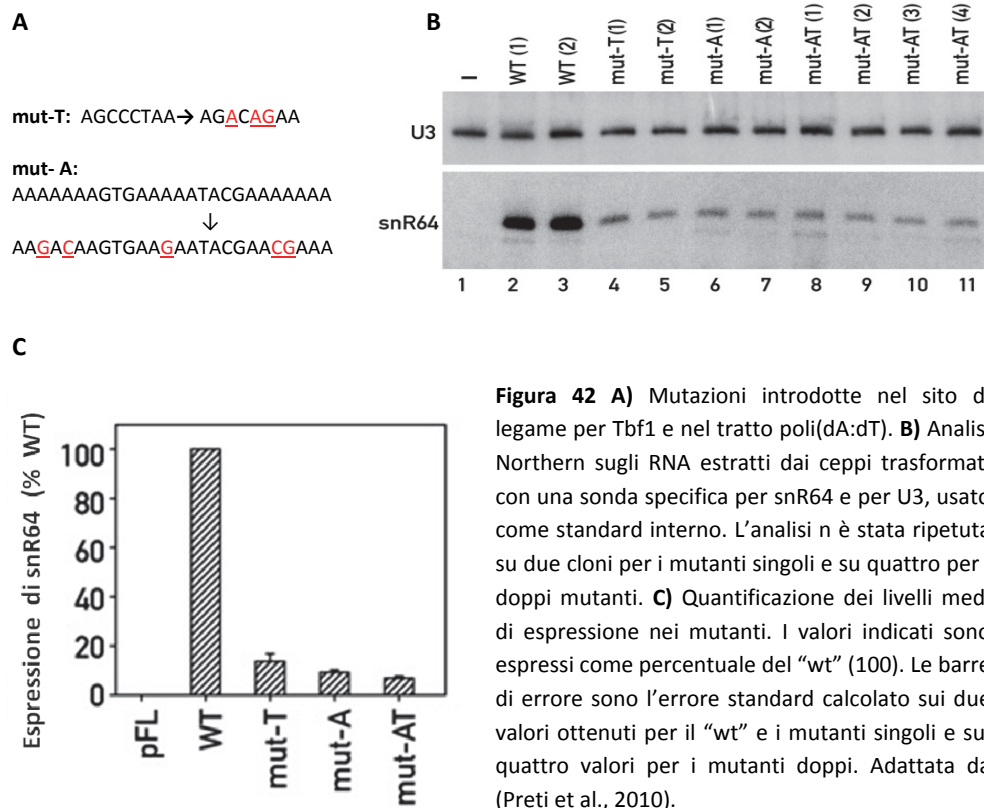 A
mut-T: AGCCCTAA→ AGACAGAA
mut- A:
AAAAAAAGTGAAAAATACGAAAAAAA
↓
AAGACAAGTGAAGAATACGAACGAAA
B
– WT (1) WT (2) mut-T(1) mut-T(2) mut-A(1) mut-A(2) mut-AT (1) mut-AT (2) mut-AT (3) mut-AT (4)
U3
snR64
1 2 3 4 5 6 7 8 9 10 11
C
Espressione di snR64 (% WT)
100
80
60
40
20
0
pFL WT mut-T mut-A mut-AT
Figura 42 A) Mutazioni introdotte nel sito d
legame per Tbf1 e nel tratto poli(dA:dT). B) Analis
Northern sugli RNA estratti dai ceppi trasformat
con una sonda specifica per snR64 e per U3, usato
come standard interno. L'analisi n è stata ripetuta
su due cloni per i mutanti singoli e su quattro per
doppi mutanti. C) Quantificazione dei livelli med
di espressione nei mutanti. I valori indicati sono
espressi come percentuale del "wt" (100). Le barre
di errore sono l'errore standard calcolato sui due
valori ottenuti per il "wt" e i mutanti singoli e su
quattro valori per i mutanti doppi. Adattata da
(Preti et al., 2010).